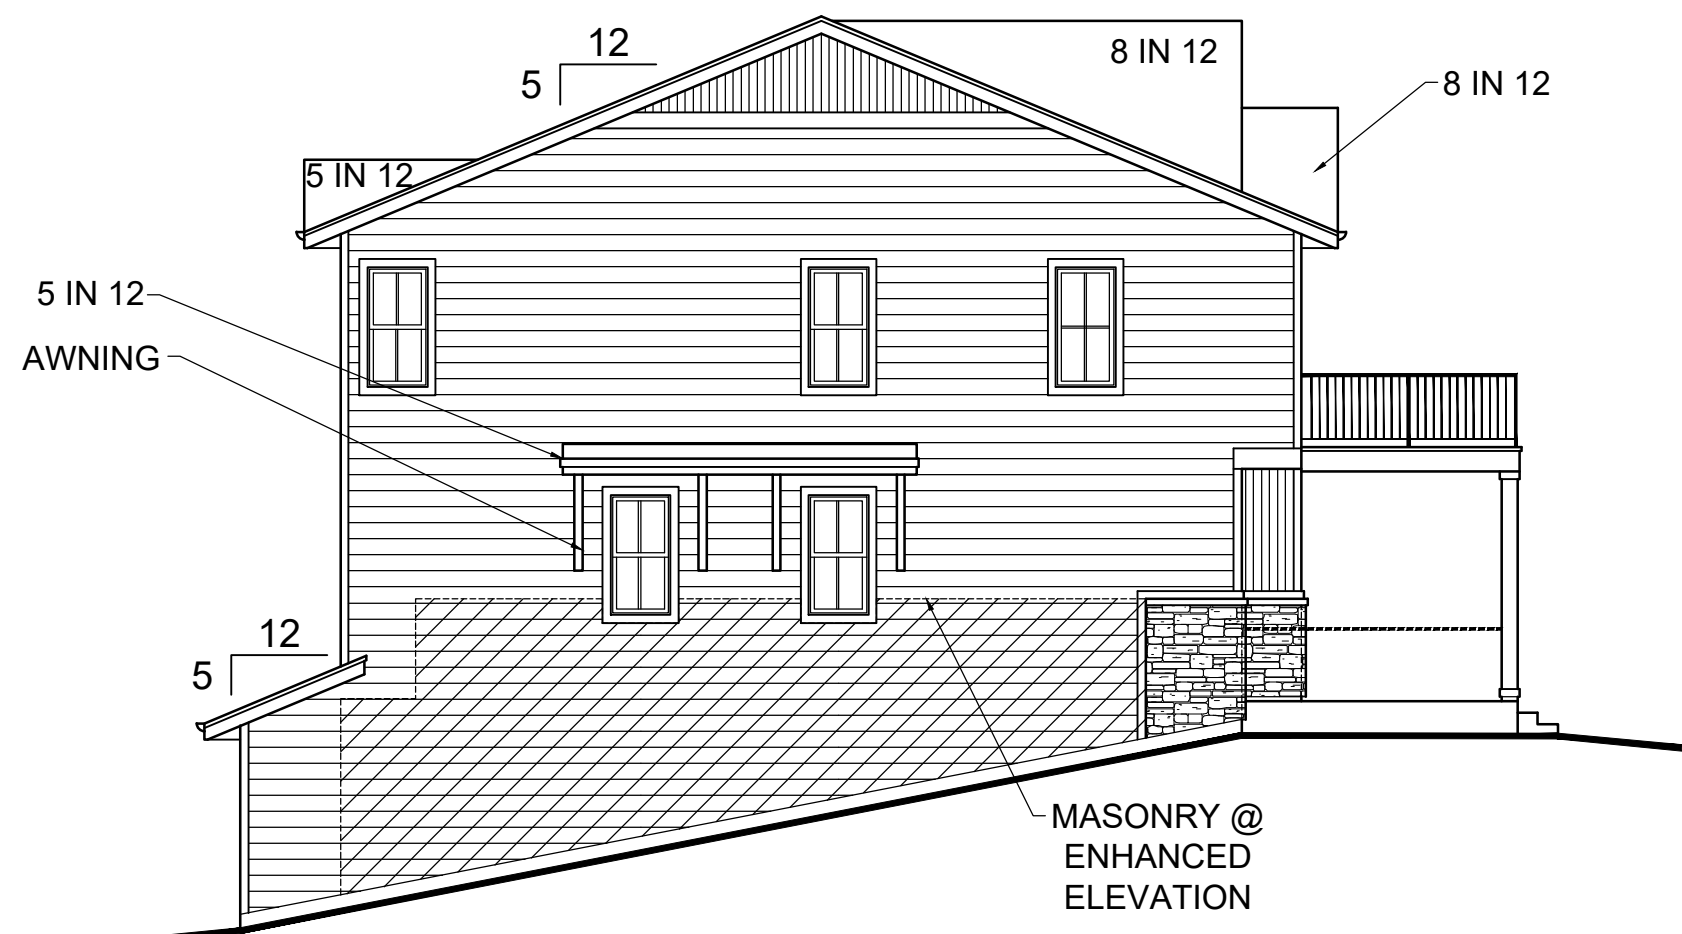 12
5
8 IN 12
8 IN 12
5 IN 12
5 IN 12
AWNING
12
5
MASONRY @
ENHANCED
ELEVATION